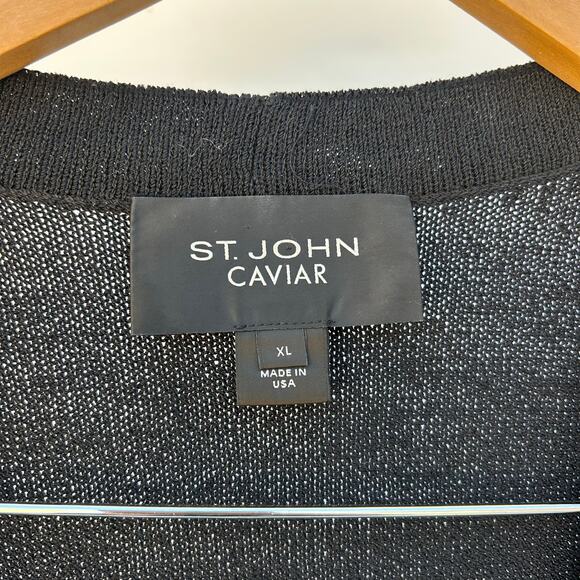 ST. JOHN
CAVIAR
XL
MADE IN
USA